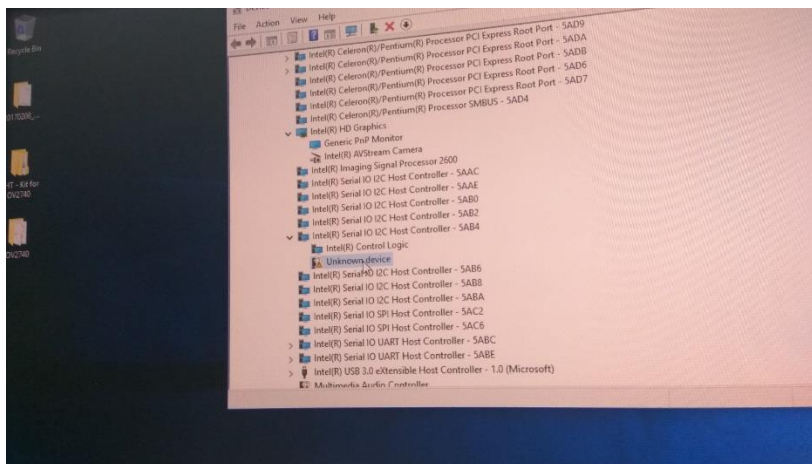 File Action View Help
Recycle Bin
Intel(R) Celeron(R)/Pentium(R) Processor PCI Express Root Port - 5AD9
Intel(R) Celeron(R)/Pentium(R) Processor PCI Express Root Port - 5ADA
Intel(R) Celeron(R)/Pentium(R) Processor PCI Express Root Port - 5ADB
Intel(R) Celeron(R)/Pentium(R) Processor PCI Express Root Port - 5AD6
Intel(R) Celeron(R)/Pentium(R) Processor PCI Express Root Port - 5AD7
Intel(R) Celeron(R)/Pentium(R) Processor SMBUS - 5AD4
Intel(R) HD Graphics
Generic PnP Monitor
Intel(R) AVStream Camera
Intel(R) Imaging Signal Processor 2600
Intel(R) Serial IO I2C Host Controller - 5AAC
Intel(R) Serial IO I2C Host Controller - 5AAE
Intel(R) Serial IO I2C Host Controller - 5AB0
Intel(R) Serial IO I2C Host Controller - 5AB2
Intel(R) Serial IO I2C Host Controller - 5AB4
Intel(R) Control Logic
Unknown device
Intel(R) Serial IO I2C Host Controller - 5AB6
Intel(R) Serial IO I2C Host Controller - 5AB8
Intel(R) Serial IO I2C Host Controller - 5ABA
Intel(R) Serial IO SPI Host Controller - 5AC2
Intel(R) Serial IO SPI Host Controller - 5AC6
Intel(R) Serial IO UART Host Controller - 5ABC
Intel(R) Serial IO UART Host Controller - 5ABE
Intel(R) USB 3.0 eXtensible Host Controller - 1.0 (Microsoft)
Multimedia Audio Controller
0170208_...
HT - Kit for
OV2740
OV2740